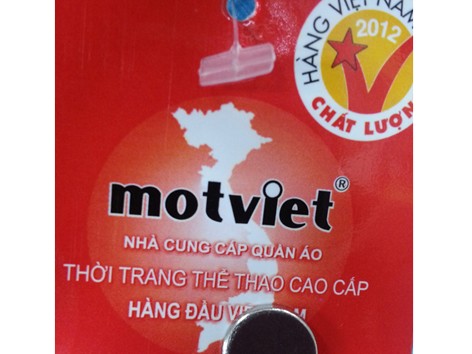 HÀNG VIỆT NAM
2012
CHẤT LƯỢN
motviet®
NHÀ CUNG CẤP QUẦN ÁO
THỜI TRANG THỂ THAO CAO CẤP
HÀNG ĐẦU VI M